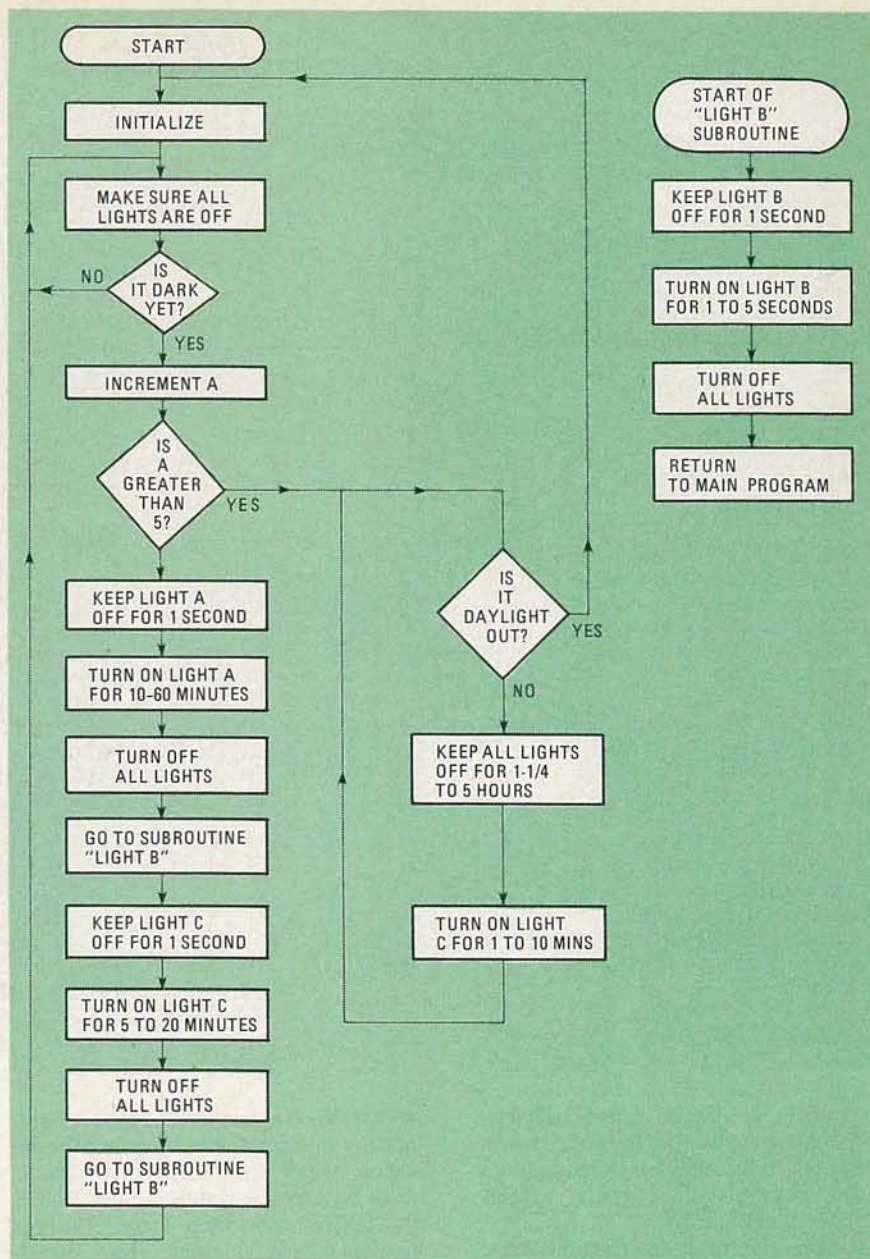 START
INITIALIZE
MAKE SURE ALL
LIGHTS ARE OFF
NO
IS
IT DARK
YET?
YES
INCREMENT A
IS
A
GREATER
THAN
5?
YES
KEEP LIGHT A
OFF FOR 1 SECOND
TURN ON LIGHT A
FOR 10-60 MINUTES
TURN OFF
ALL LIGHTS
GO TO SUBROUTINE
"LIGHT B"
KEEP LIGHT C
OFF FOR 1 SECOND
TURN ON LIGHT C
FOR 5 TO 20 MINUTES
TURN OFF
ALL LIGHTS
GO TO SUBROUTINE
"LIGHT B"
IS
IT
DAYLIGHT
OUT?
YES
NO
KEEP ALL LIGHTS
OFF FOR 1-1/4
TO 5 HOURS
TURN ON LIGHT
C FOR 1 TO 10 MINS
START OF
"LIGHT B"
SUBROUTINE
KEEP LIGHT B
OFF FOR 1 SECOND
TURN ON LIGHT B
FOR 1 TO 5 SECONDS
TURN OFF
ALL LIGHTS
RETURN
TO MAIN PROGRAM